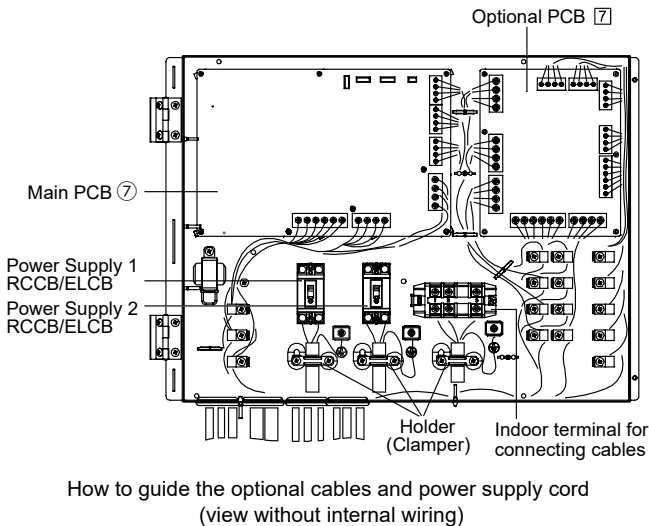 Optional PCB 7
Main PCB ⑦
Power Supply 1
RCCB/ELCB
Power Supply 2
RCCB/ELCB
Holder
(Clamper)
Indoor terminal for
connecting cables
How to guide the optional cables and power supply cord
(view without internal wiring)